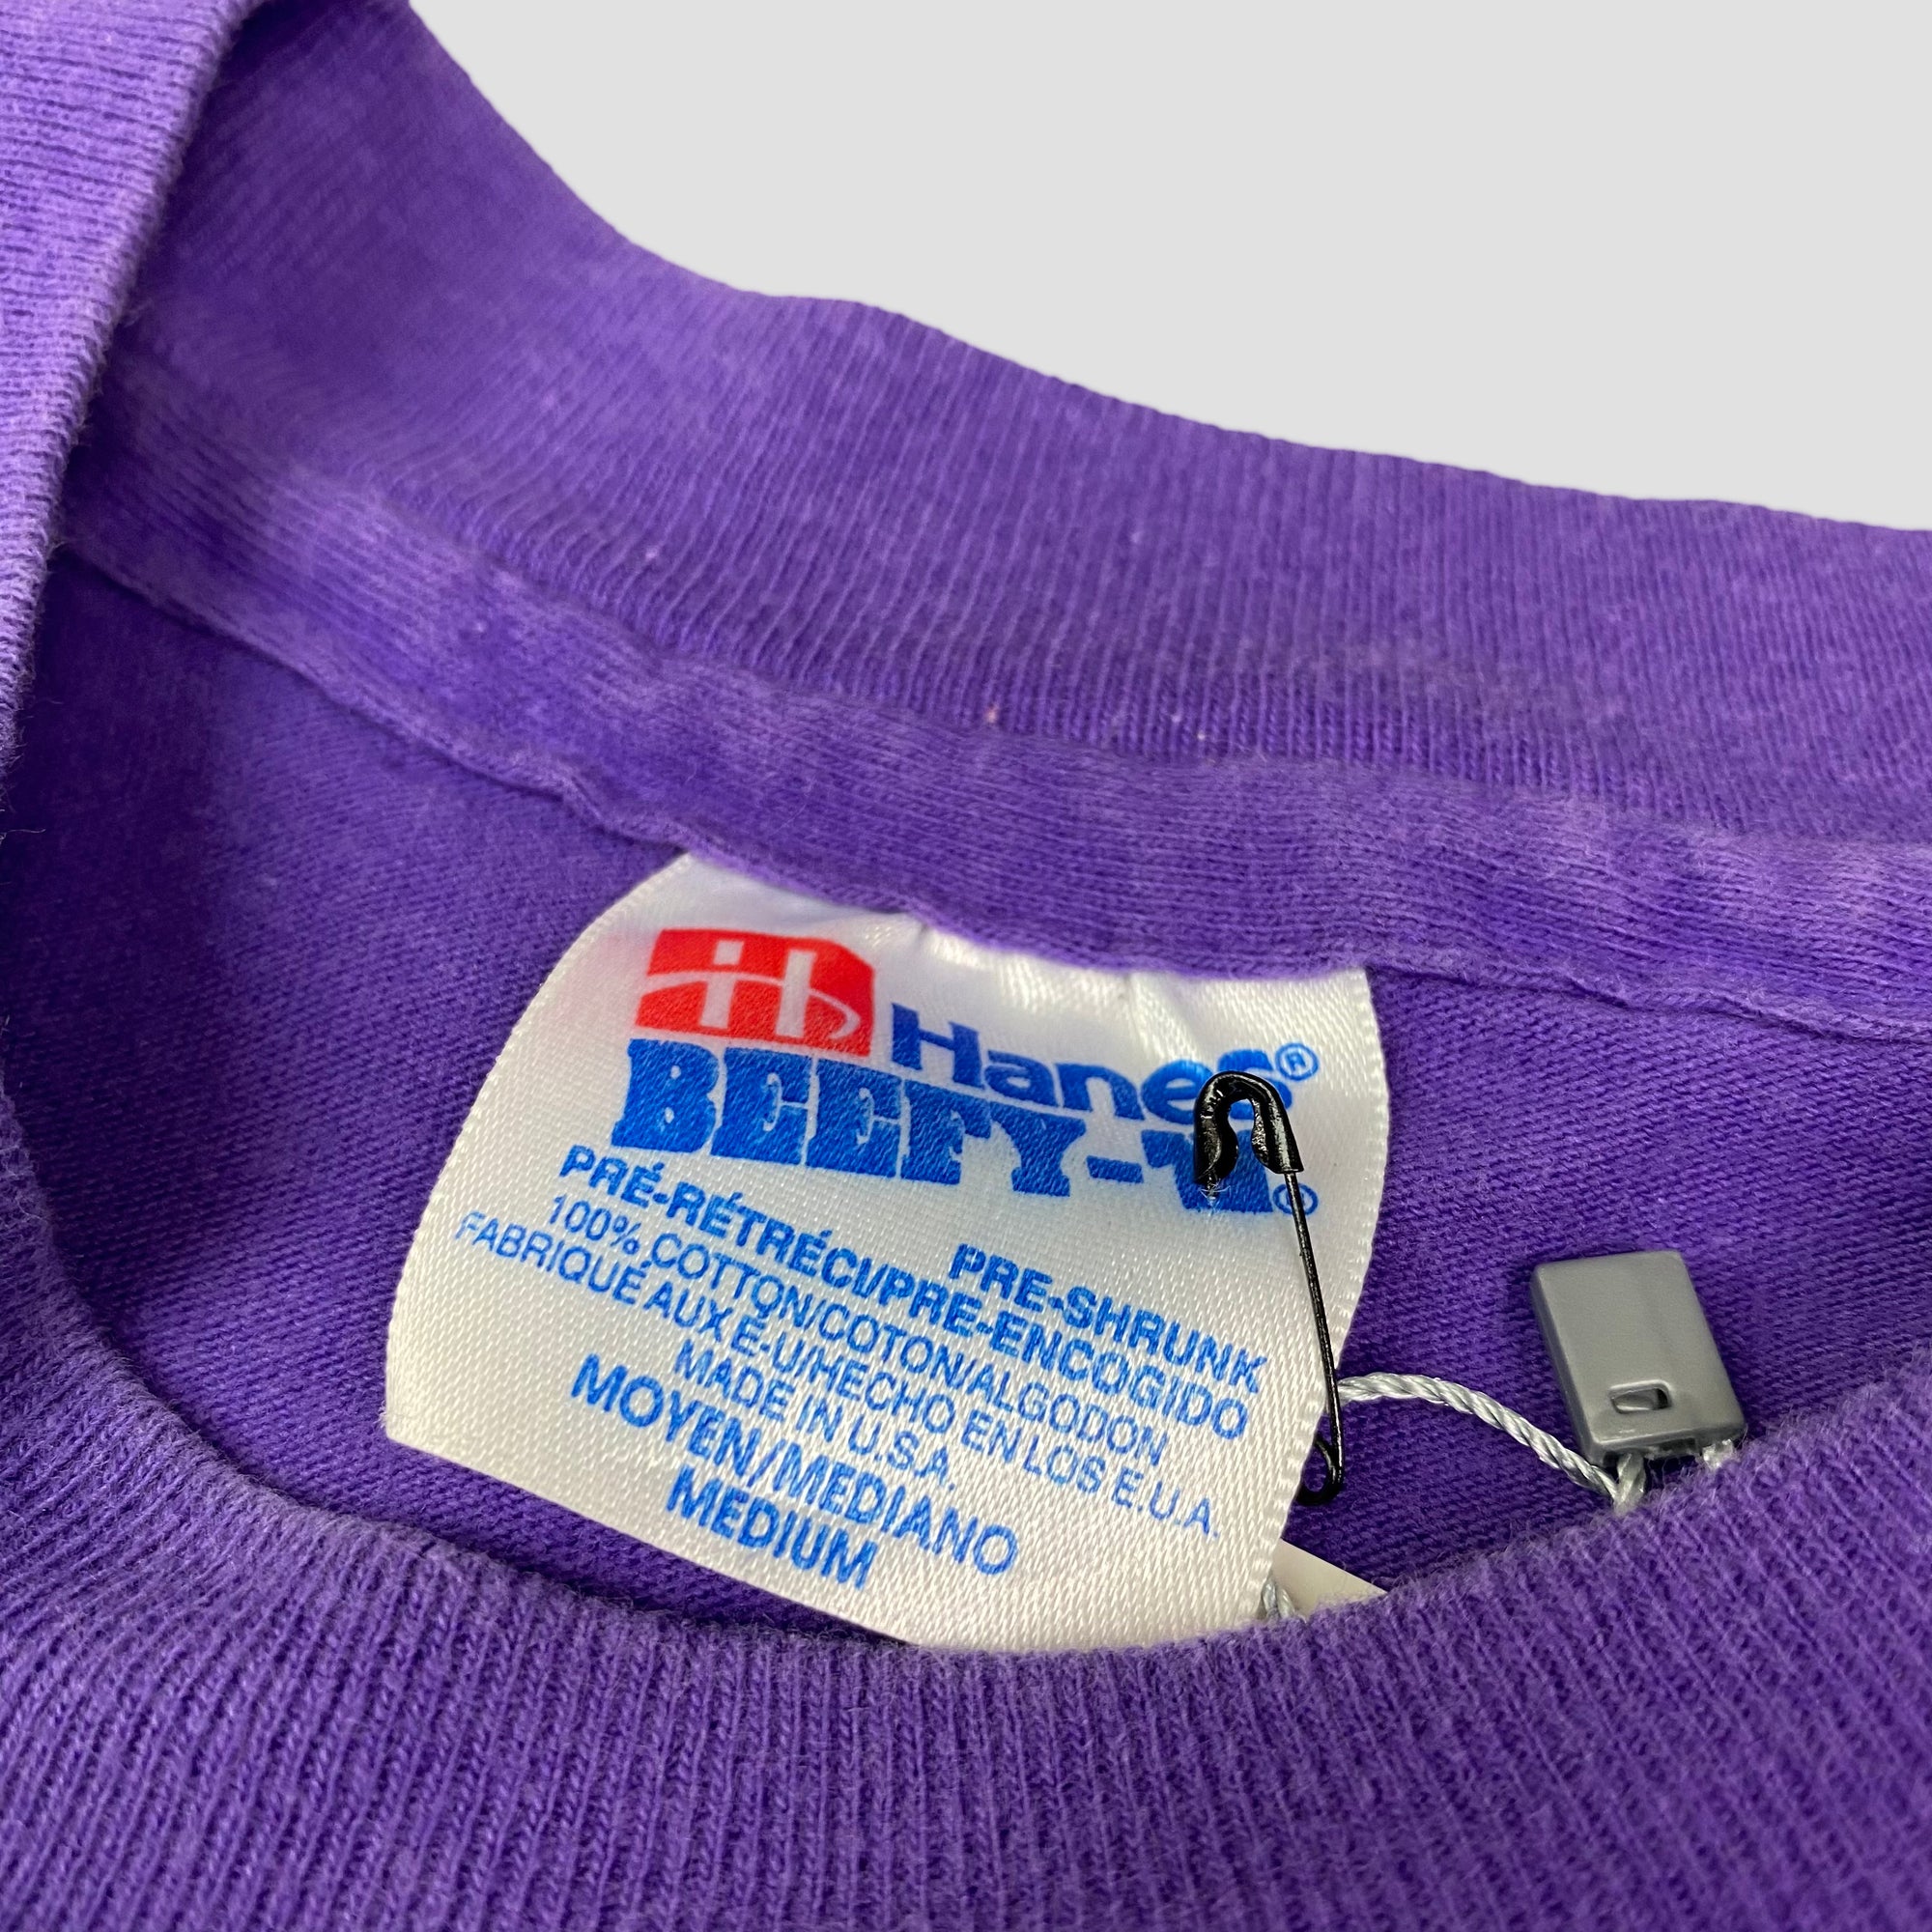 Hanes®
BEEFY-T®
PRE-SHRUNK
PRÉ-RÉTRÉCI/PRE-ENCOGIDO
100% COTTON/COTON/ALGODON
FABRIQUÉ AUX É-U/HECHO EN LOS E.U.A.
MADE IN U.S.A.
MOYEN/MEDIANO
MEDIUM